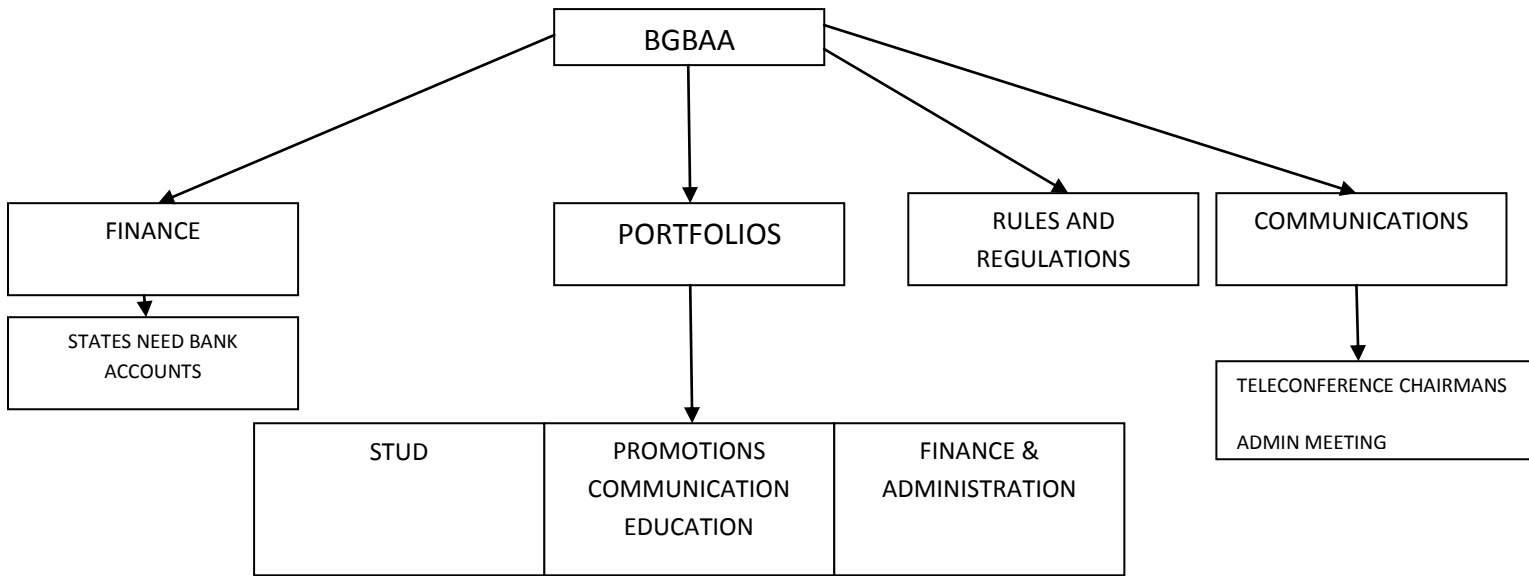 BGBAA
FINANCE
PORTFOLIOS
RULES AND
REGULATIONS
COMMUNICATIONS
STATES NEED BANK
ACCOUNTS
TELECONFERENCE CHAIRMANS
ADMIN MEETING
STUD
PROMOTIONS
COMMUNICATION
EDUCATION
FINANCE &
ADMINISTRATION